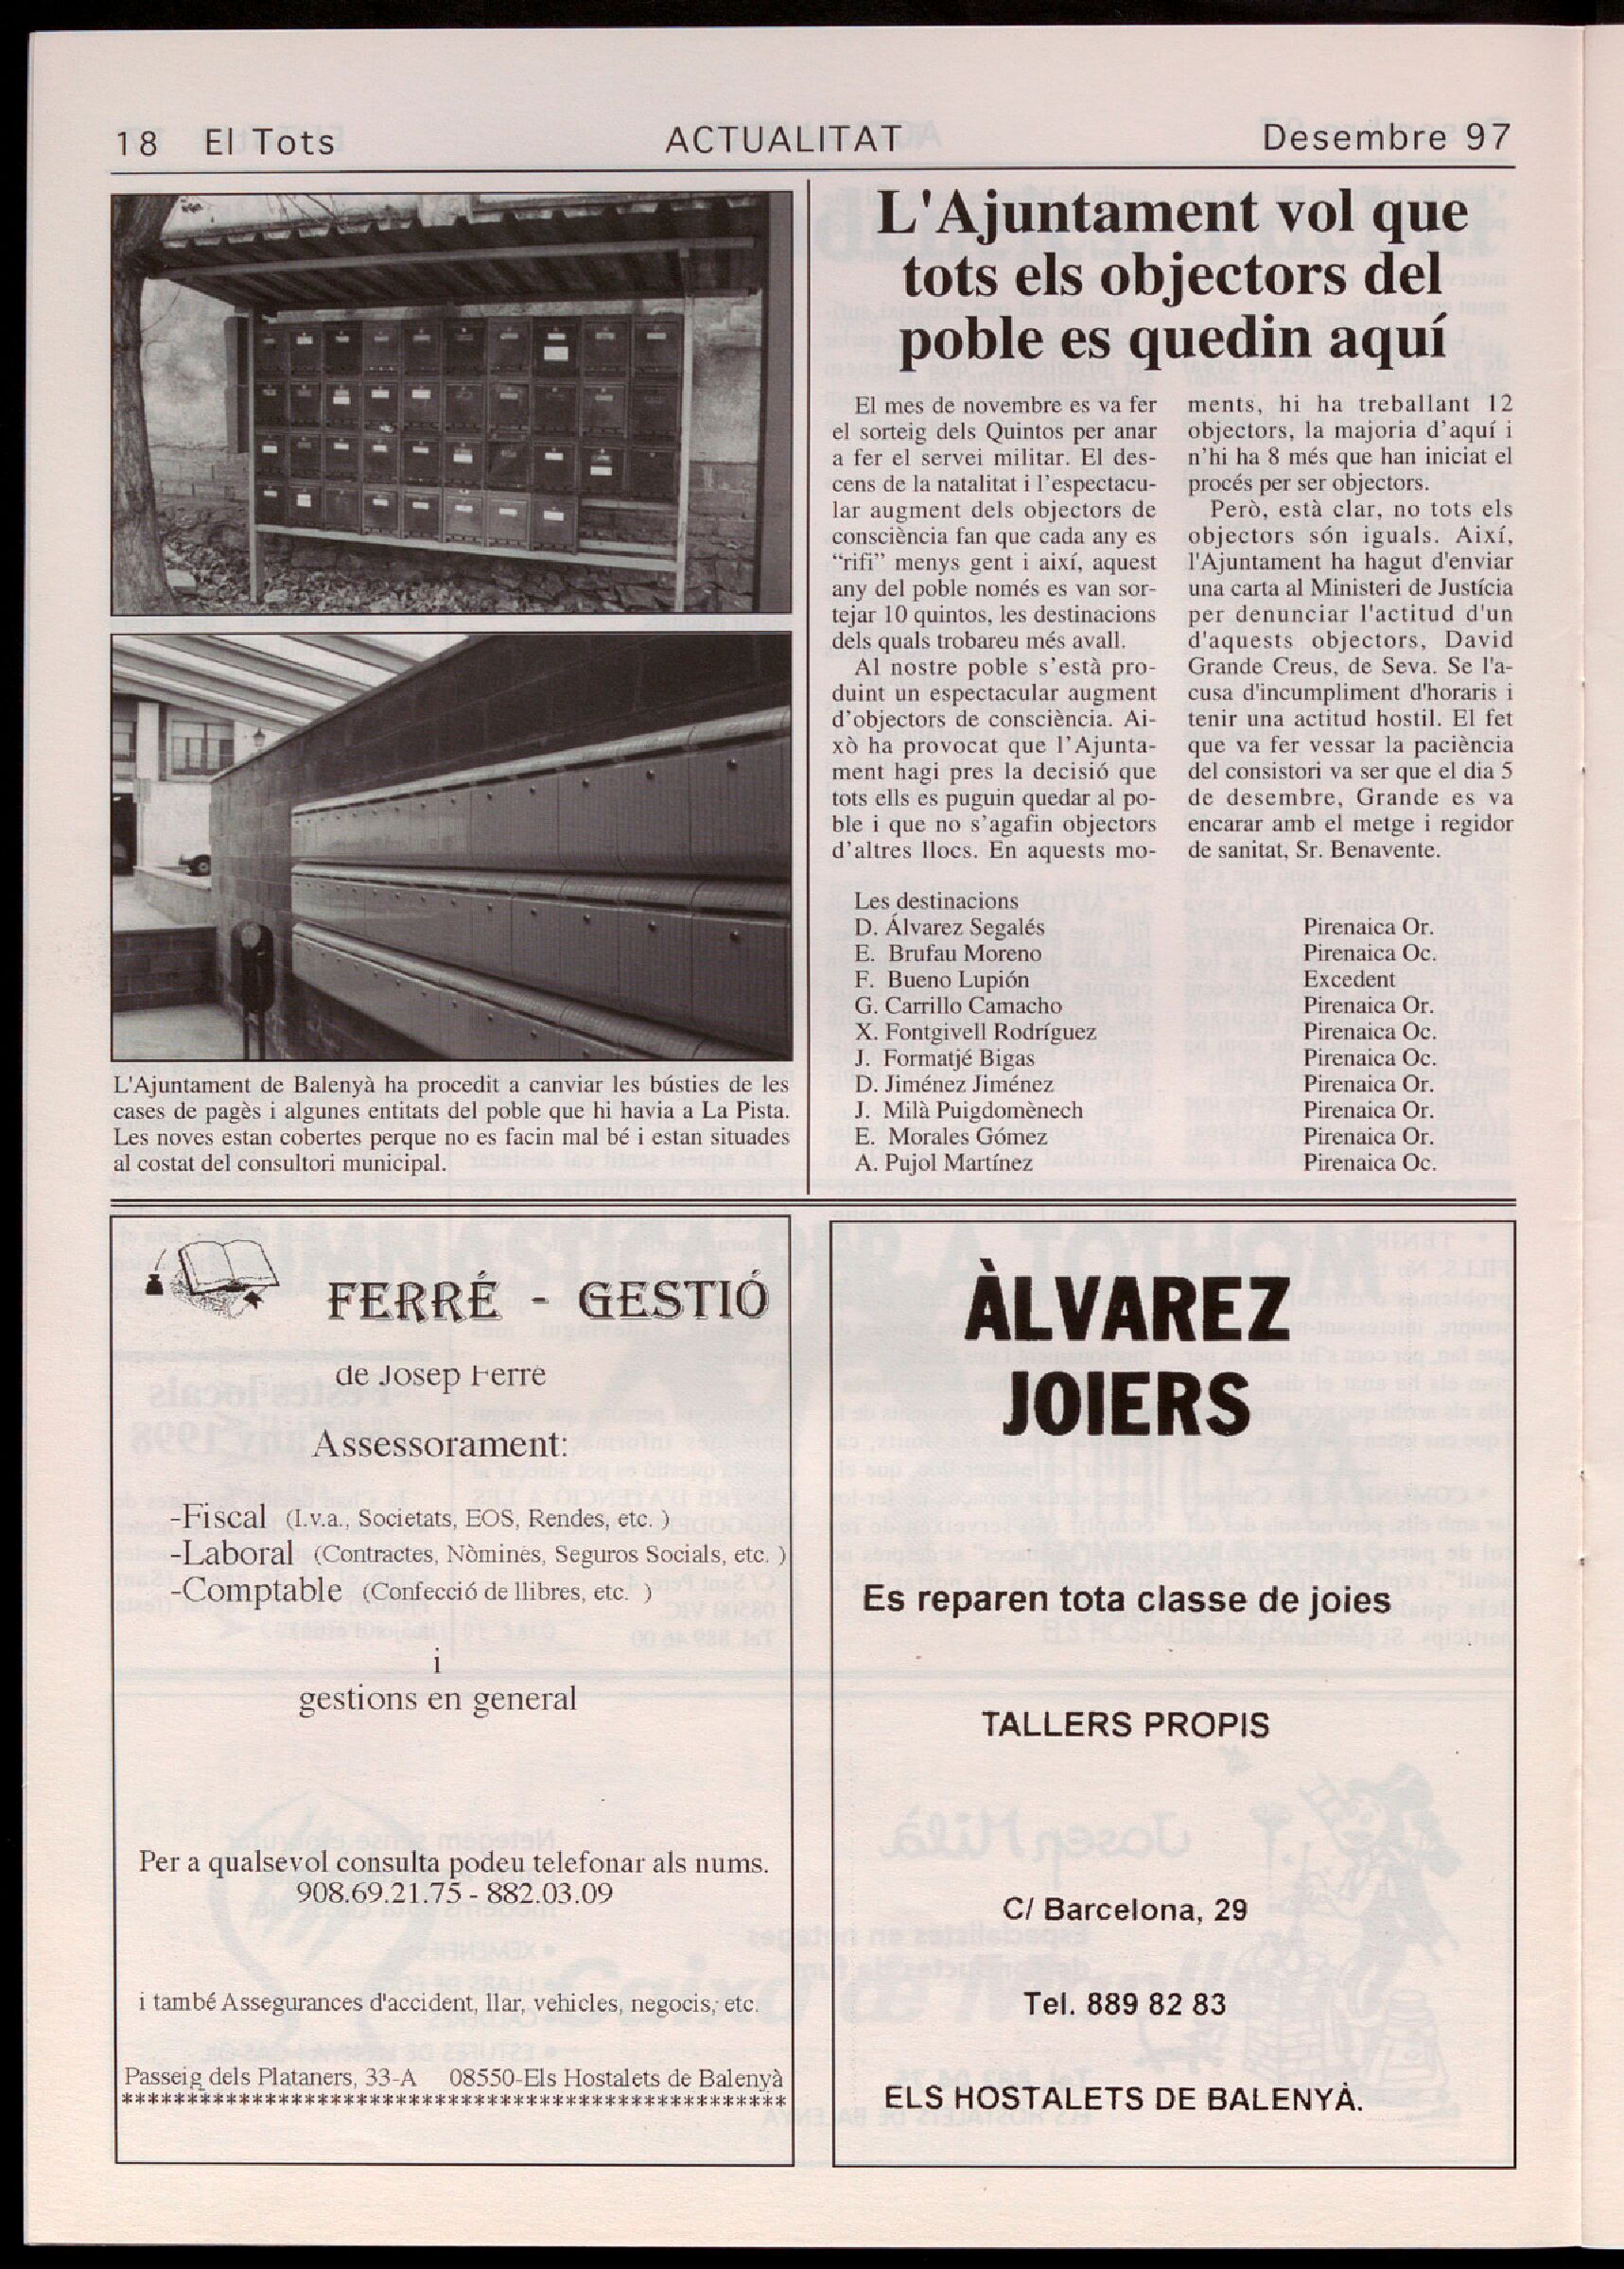 18 El Tots
ACTUALITAT
Desembre 97
L'Ajuntament de Balenyà ha procedit a canviar les bústies de les
cases de pagès i algunes entitats del poble que hi havia a La Pista.
Les noves estan cobertes perque no es facin mal bé i estan situades
al costat del consultori municipal.
L'Ajuntament vol que
tots els objectors del
poble es quedin aquí
El mes de novembre es va fer
el sorteig dels Quintos per anar
a fer el servei militar. El des-
cens de la natalitat i l'espectacu-
lar augment dels objectors de
consciència fan que cada any es
“rifi” menys gent i així, aquest
any del poble només es van sor-
tejar 10 quintos, les destinacions
dels quals trobareu més avall.
Al nostre poble s'està pro-
duint un espectacular augment
d'objectors de consciència. Ai-
xò ha provocat que l'Ajunta-
ment hagi pres la decisió que
tots ells es puguin quedar al po-
ble i que no s'agafin objectors
d'altres llocs. En aquests mo-
ments, hi ha treballant 12
objectors, la majoria d'aquí i
n'hi ha 8 més que han iniciat el
procés per ser objectors.
Però, està clar, no tots els
objectors són iguals. Així,
l'Ajuntament ha hagut d'enviar
una carta al Ministeri de Justícia
per denunciar l'actitud d'un
d'aquests objectors, David
Grande Creus, de Seva. Se l'a-
cusa d'incumpliment d'horaris i
tenir una actitud hostil. El fet
que va fer vessar la paciència
del consistori va ser que el dia 5
de desembre, Grande es va
encarar amb el metge i regidor
de sanitat, Sr. Benavente.
Les destinacions
D. Álvarez Segalés Pirenaica Or.
E. Brufau Moreno Pirenaica Oc.
F. Bueno Lupión Excedent
G. Carrillo Camacho Pirenaica Or.
X. Fontgivell Rodríguez Pirenaica Oc.
J. Formatjé Bigas Pirenaica Oc.
D. Jiménez Jiménez Pirenaica Or.
J. Milà Puigdomènech Pirenaica Or.
E. Morales Gómez Pirenaica Or.
A. Pujol Martínez Pirenaica Oc.
FERRÉ - GESTIÓ
de Josep Ferré
Assessorament:
-Fiscal (I.v.a., Societats, EOS, Rendes, etc. )
-Laboral (Contractes, Nòmines, Seguros Socials, etc. )
-Comptable (Confecció de llibres, etc. )
i
gestions en general
Per a qualsevol consulta podeu telefonar als nums.
908.69.21.75 - 882.03.09
i també Assegurances d'accident, llar, vehicles, negocis, etc.
Passeig dels Plataners, 33-A 08550-Els Hostalets de Balenyà
***************************************************
ÀLVAREZ
JOIERS
Es reparen tota classe de joies
TALLERS PROPIS
C/ Barcelona, 29
Tel. 889 82 83
ELS HOSTALETS DE BALENYÀ.